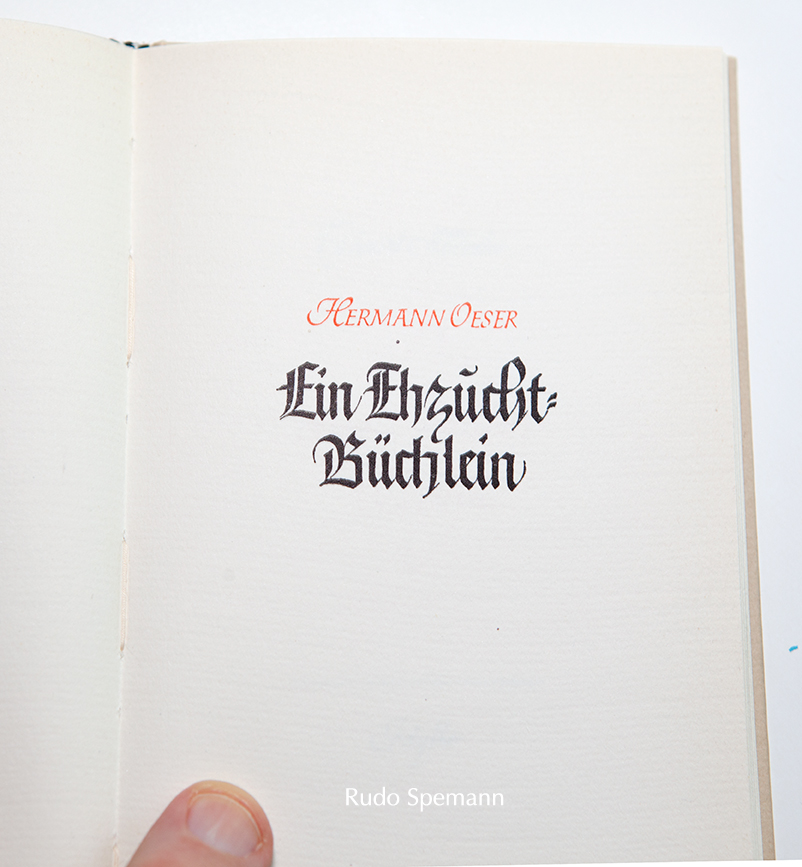 HERMANN OESER
Ein Ehzucht-
Büchlein
Rudo Spemann